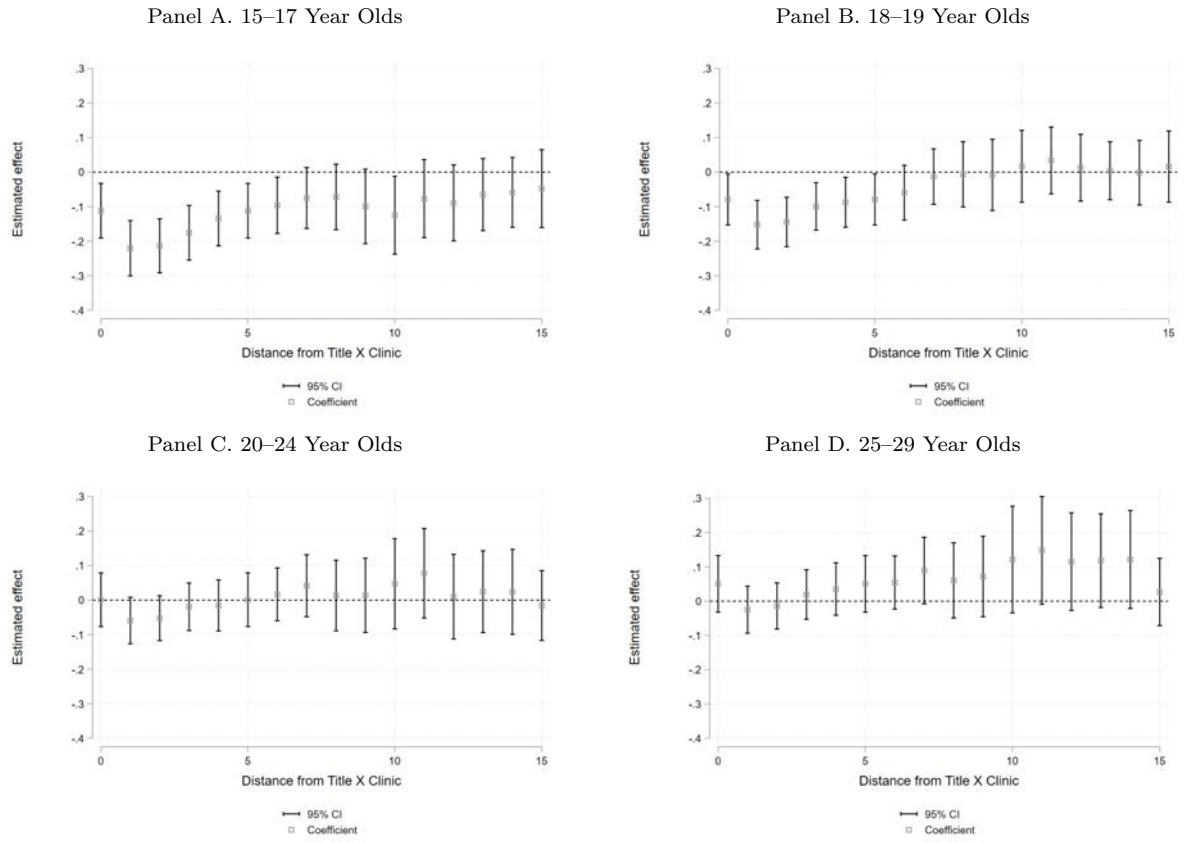 Panel A. 15–17 Year Olds
.3
.2
.1
0
-.1
-.2
-.3
-.4
Estimated effect
0
5
10
15
Distance from Title X Clinic
95% CI
Coefficient
Panel B. 18–19 Year Olds
.3
.2
.1
0
-.1
-.2
-.3
-.4
Estimated effect
0
5
10
15
Distance from Title X Clinic
95% CI
Coefficient
Panel C. 20–24 Year Olds
.3
.2
.1
0
-.1
-.2
-.3
-.4
Estimated effect
0
5
10
15
Distance from Title X Clinic
95% CI
Coefficient
Panel D. 25–29 Year Olds
.3
.2
.1
0
-.1
-.2
-.3
-.4
Estimated effect
0
5
10
15
Distance from Title X Clinic
95% CI
Coefficient